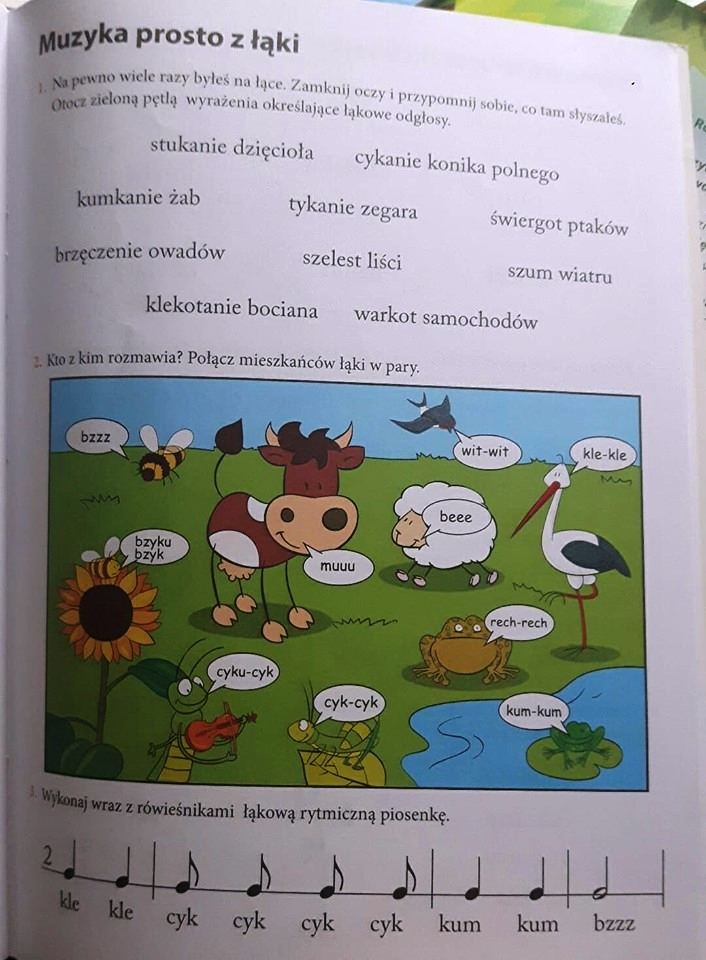 Muzyka prosto z łąki
1. Na pewno wiele razy byłeś na łące. Zamknij oczy i przypomnij sobie, co tam słyszałeś.
Otocz zieloną pętlą wyrażenia określające łąkowe odgłosy.
stukanie dzięcioła cykanie konika polnego
kumkanie żab tykanie zegara świergot ptaków
brzęczenie owadów szelest liści szum wiatru
klekotanie bociana warkot samochodów
2. Kto z kim rozmawia? Połącz mieszkańców łąki w pary.
bzzz
wit-wit
kle-kle
beee
bzyku
bzyk
muuu
rech-rech
cyku-cyk
cyk-cyk
kum-kum
3. Wykonaj wraz z rówieśnikami łąkową rytmiczną piosenkę.
2
kle kle cyk cyk cyk cyk kum kum bzzz